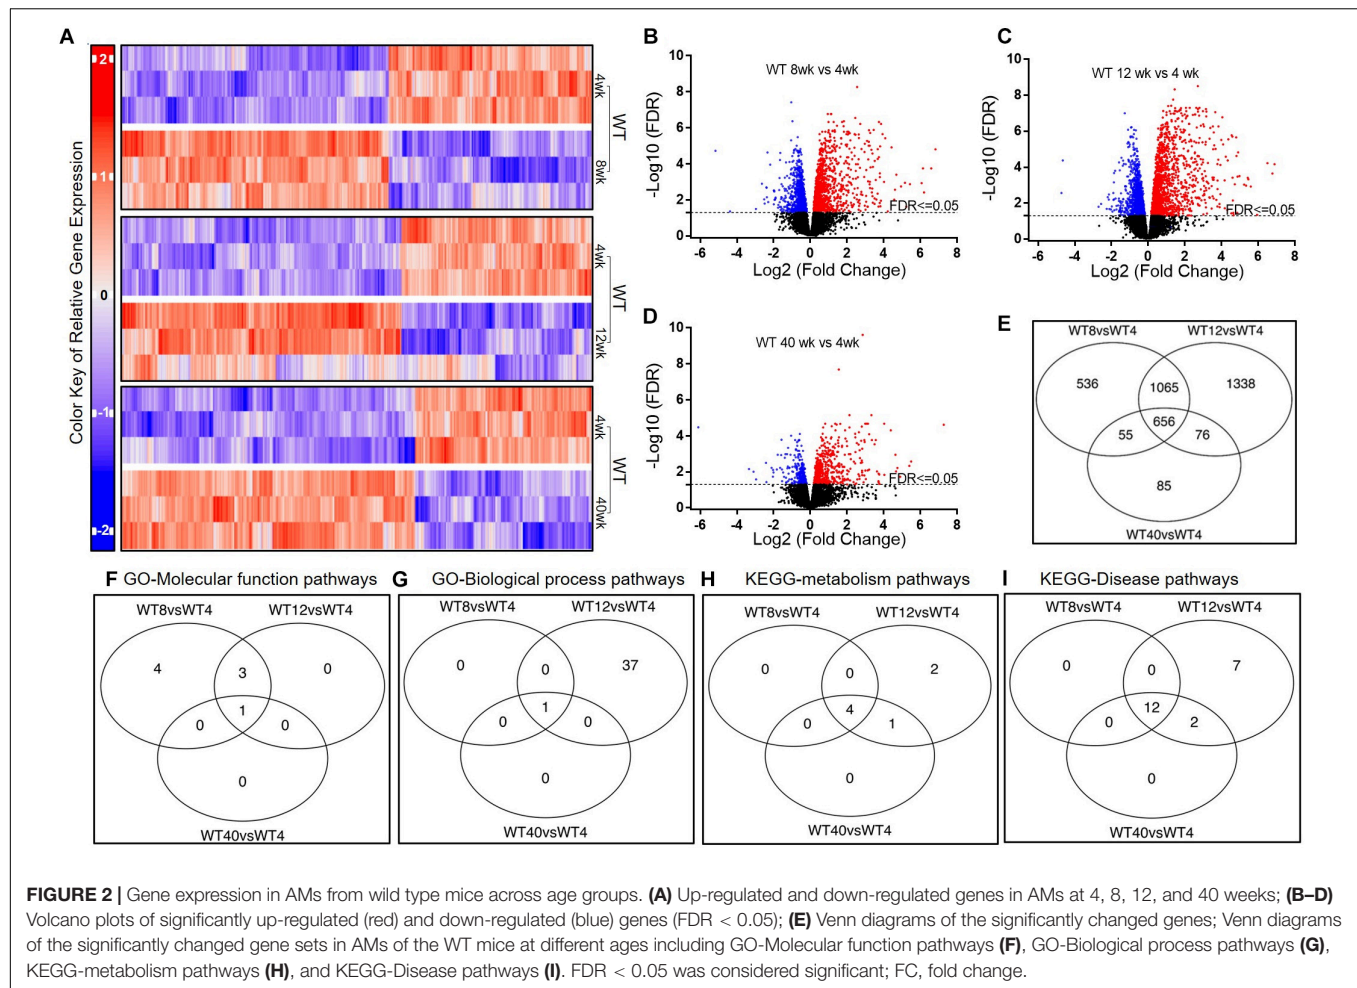 A
Color Key of Relative Gene Expression
2
1
0
-1
-2
4wk
WT
8wk
4wk
WT
12wk
4wk
WT
40wk
B
WT 8wk vs 4wk
-Log10 (FDR)
10
8
6
4
2
0
FDR<=0.05
-6 -4 -2 0 2 4 6 8
Log2 (Fold Change)
C
WT 12 wk vs 4 wk
-Log10 (FDR)
10
8
6
4
2
0
FDR<=0.05
-6 -4 -2 0 2 4 6 8
Log2 (Fold Change)
D
WT 40 wk vs 4wk
-Log10 (FDR)
10
8
6
4
2
0
FDR<=0.05
-6 -4 -2 0 2 4 6 8
Log2 (Fold Change)
E
WT8vsWT4 WT12vsWT4
536 1065 1338
656
55 76
85
WT40vsWT4
F GO-Molecular function pathways
WT8vsWT4 WT12vsWT4
4 3 0
1
0 0
0
WT40vsWT4
G GO-Biological process pathways
WT8vsWT4 WT12vsWT4
0 0 37
1
0 0
0
WT40vsWT4
H KEGG-metabolism pathways
WT8vsWT4 WT12vsWT4
0 0 2
4
0 1
0
WT40vsWT4
I KEGG-Disease pathways
WT8vsWT4 WT12vsWT4
0 0 7
12
0 2
0
WT40vsWT4
FIGURE 2 | Gene expression in AMs from wild type mice across age groups. (A) Up-regulated and down-regulated genes in AMs at 4, 8, 12, and 40 weeks; (B–D)
Volcano plots of significantly up-regulated (red) and down-regulated (blue) genes (FDR < 0.05); (E) Venn diagrams of the significantly changed genes; Venn diagrams
of the significantly changed gene sets in AMs of the WT mice at different ages including GO-Molecular function pathways (F), GO-Biological process pathways (G),
KEGG-metabolism pathways (H), and KEGG-Disease pathways (I). FDR < 0.05 was considered significant; FC, fold change.